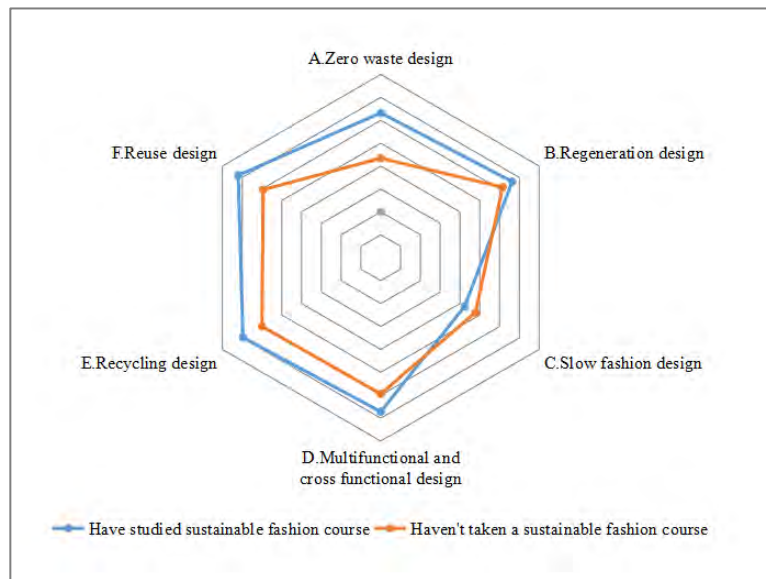 A.Zero waste design
F.Reuse design
B.Regeneration design
E.Recycling design
C.Slow fashion design
D.Multifunctional and
cross functional design
Have studied sustainable fashion course
Haven't taken a sustainable fashion course